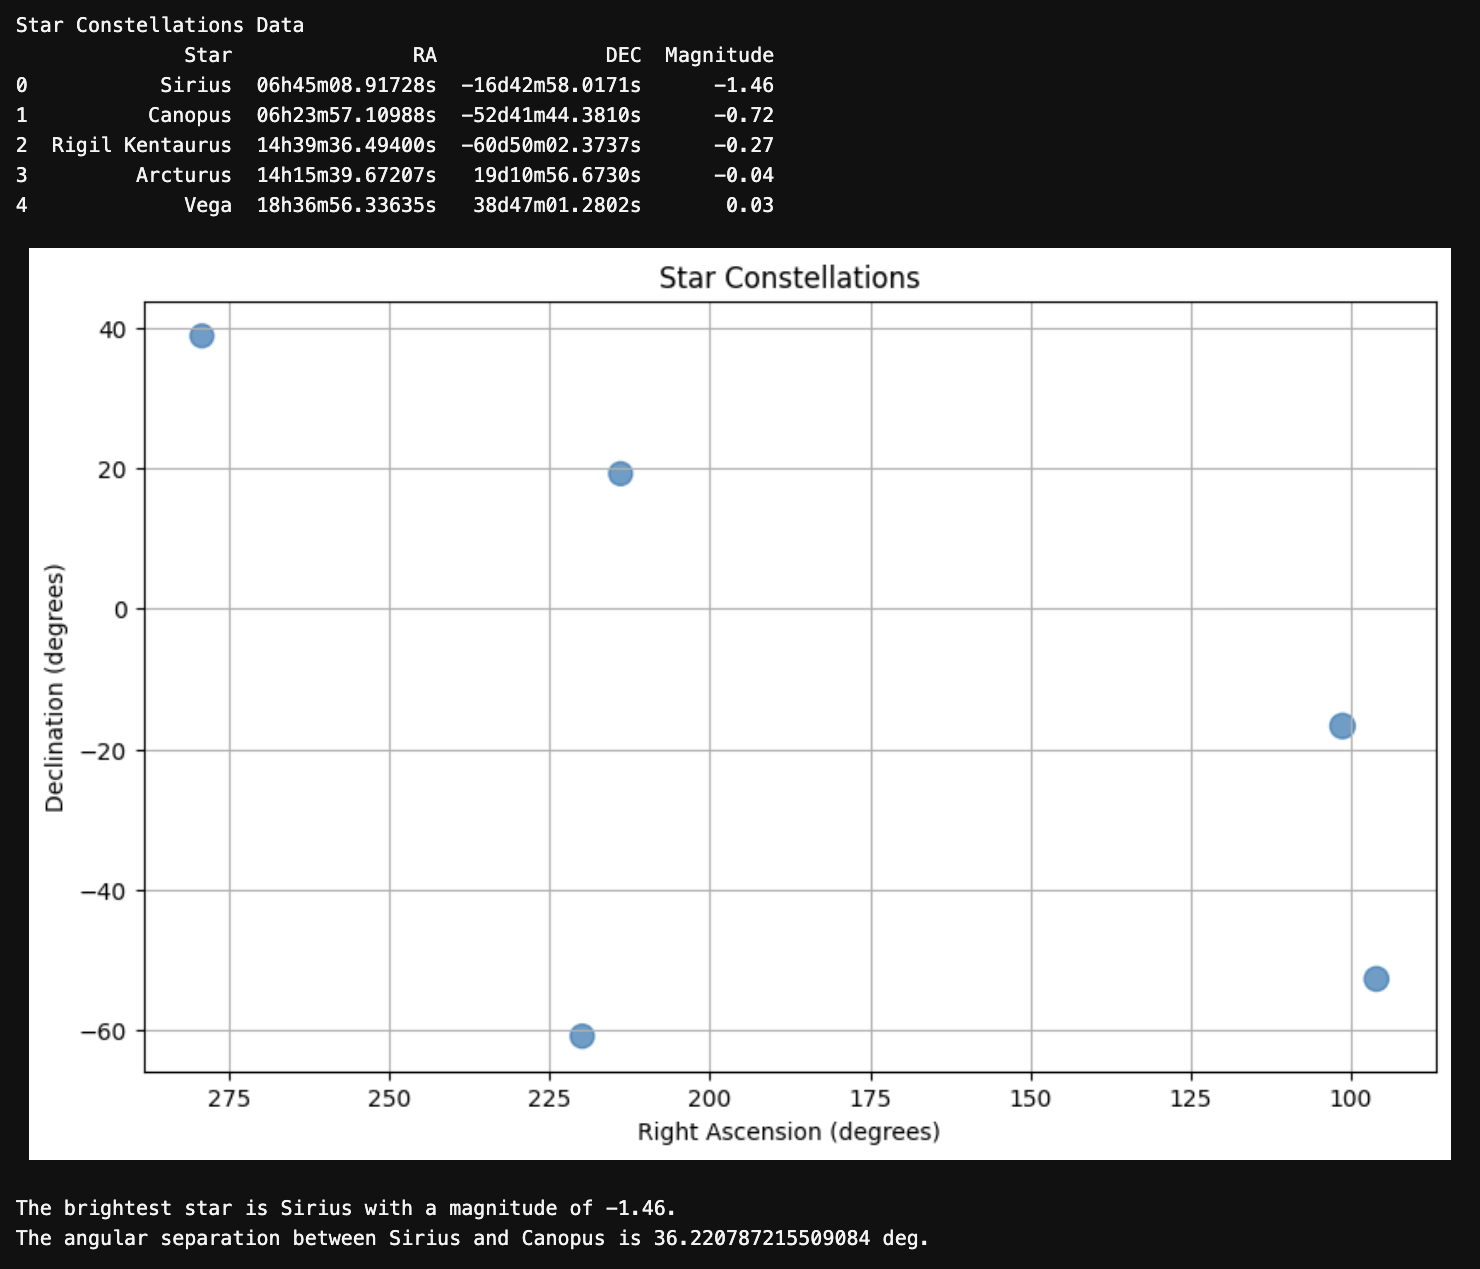 Star Constellations Data
Star RA DEC Magnitude
0 Sirius 06h45m08.91728s -16d42m58.0171s -1.46
1 Canopus 06h23m57.10988s -52d41m44.3810s -0.72
2 Rigil Kentaurus 14h39m36.49400s -60d50m02.3737s -0.27
3 Arcturus 14h15m39.67207s 19d10m56.6730s -0.04
4 Vega 18h36m56.33635s 38d47m01.2802s 0.03
Star Constellations
40
20
0
−20
−40
−60
Declination (degrees)
275 250 225 200 175 150 125 100
Right Ascension (degrees)
The brightest star is Sirius with a magnitude of -1.46.
The angular separation between Sirius and Canopus is 36.220787215509084 deg.